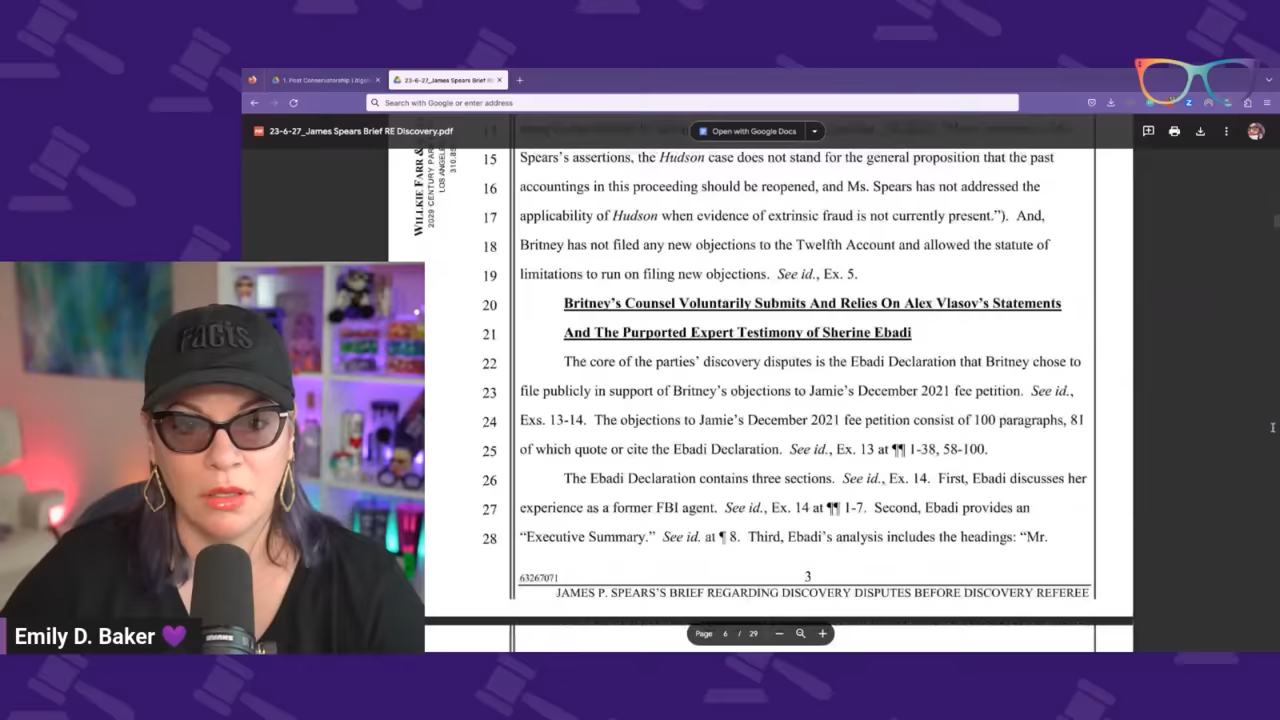 1. Post Conservatorship Litiga
23-6-27_James Spears Brief RE
Search with Google or enter address
23-6-27_James Spears Brief RE Discovery.pdf
Open with Google Docs
WILLKIE FARR &
2029 CENTURY PAR
LOS ANGELE
310.85
15 Spears's assertions, the Hudson case does not stand for the general proposition that the past
16 accountings in this proceeding should be reopened, and Ms. Spears has not addressed the
17 applicability of Hudson when evidence of extrinsic fraud is not currently present."). And,
18 Britney has not filed any new objections to the Twelfth Account and allowed the statute of
19 limitations to run on filing new objections. See id., Ex. 5.
20 Britney's Counsel Voluntarily Submits And Relies On Alex Vlasov's Statements
21 And The Purported Expert Testimony of Sherine Ebadi
22 The core of the parties' discovery disputes is the Ebadi Declaration that Britney chose to
23 file publicly in support of Britney's objections to Jamie's December 2021 fee petition. See id.,
24 Exs. 13-14. The objections to Jamie's December 2021 fee petition consist of 100 paragraphs, 81
25 of which quote or cite the Ebadi Declaration. See id., Ex. 13 at ¶¶ 1-38, 58-100.
26 The Ebadi Declaration contains three sections. See id., Ex. 14. First, Ebadi discusses her
27 experience as a former FBI agent. See id., Ex. 14 at ¶¶ 1-7. Second, Ebadi provides an
28 "Executive Summary." See id. at ¶ 8. Third, Ebadi's analysis includes the headings: "Mr.
63267071
3
JAMES P. SPEARS'S BRIEF REGARDING DISCOVERY DISPUTES BEFORE DISCOVERY REFEREE
Page 6 / 29
FACTS
Emily D. Baker 💜